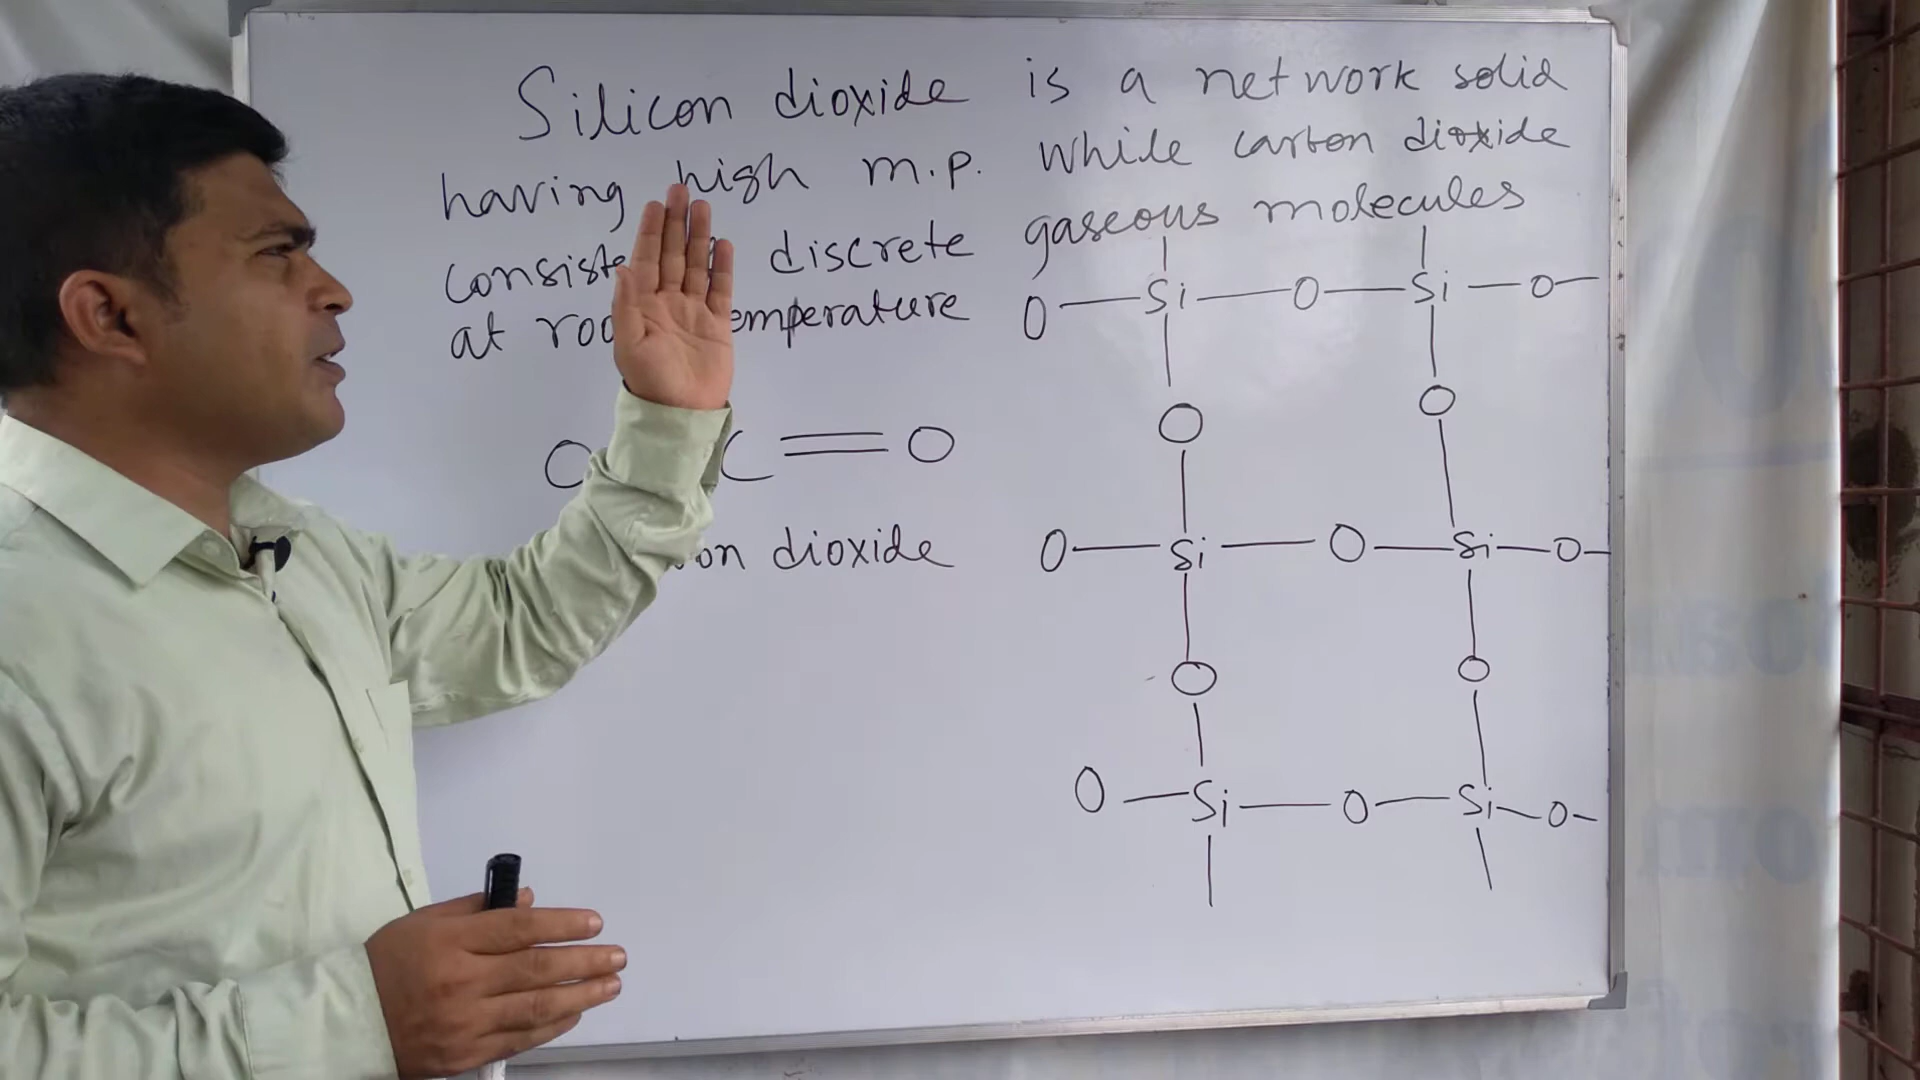 Silicon dioxide is a network solid
having high m.p. while carbon dioxide
discrete gaseous molecules
at
O C = O
dioxide
O — Si — O — Si — O —
O O
O — Si — O — Si — O —
O O
O — Si — O — Si — O —